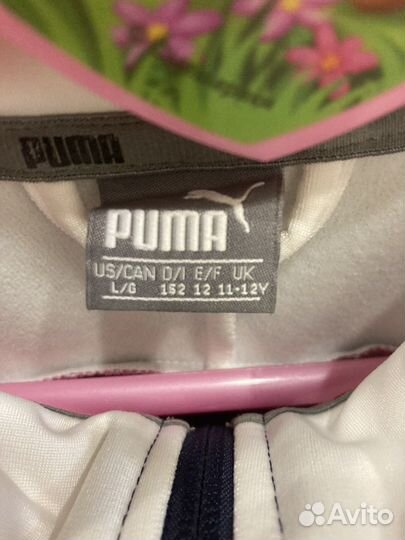 PUMA
PUMA
US/CAN D/I E/F UK
L/G 152 12 11-12Y
Avito